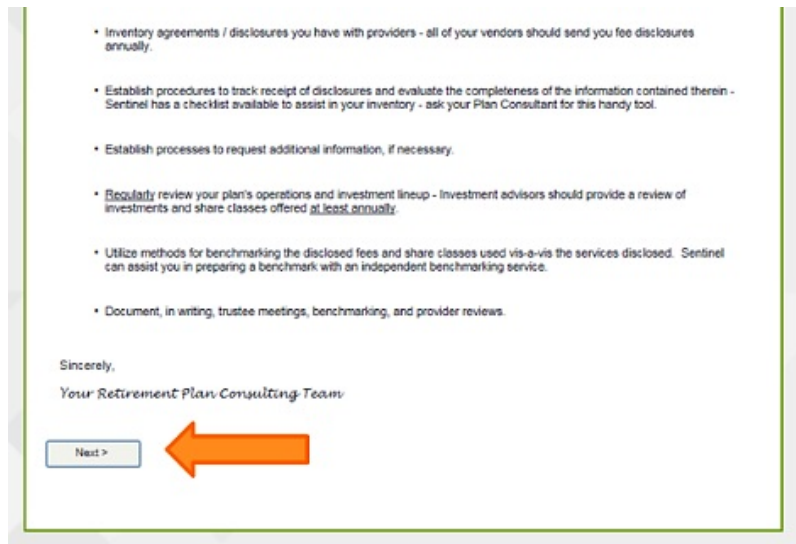 • Inventory agreements / disclosures you have with providers - all of your vendors should send you fee disclosures
annually.
• Establish procedures to track receipt of disclosures and evaluate the completeness of the information contained therein -
Sentinel has a checklist available to assist in your inventory - ask your Plan Consultant for this handy tool.
• Establish processes to request additional information, if necessary.
• Regularly review your plan's operations and investment lineup - Investment advisors should provide a review of
investments and share classes offered at least annually.
• Utilize methods for benchmarking the disclosed fees and share classes used vis-a-vis the services disclosed. Sentinel
can assist you in preparing a benchmark with an independent benchmarking service.
• Document, in writing, trustee meetings, benchmarking, and provider reviews.
Sincerely,
Your Retirement Plan Consulting Team
Next >